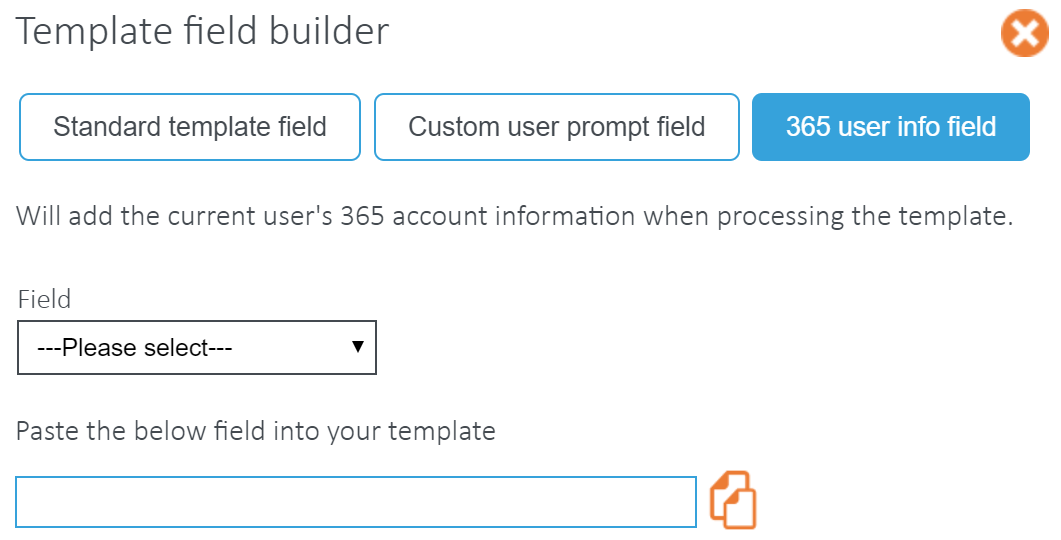 Template field builder
Standard template field Custom user prompt field 365 user info field
Will add the current user's 365 account information when processing the template.
Field
---Please select---
Paste the below field into your template